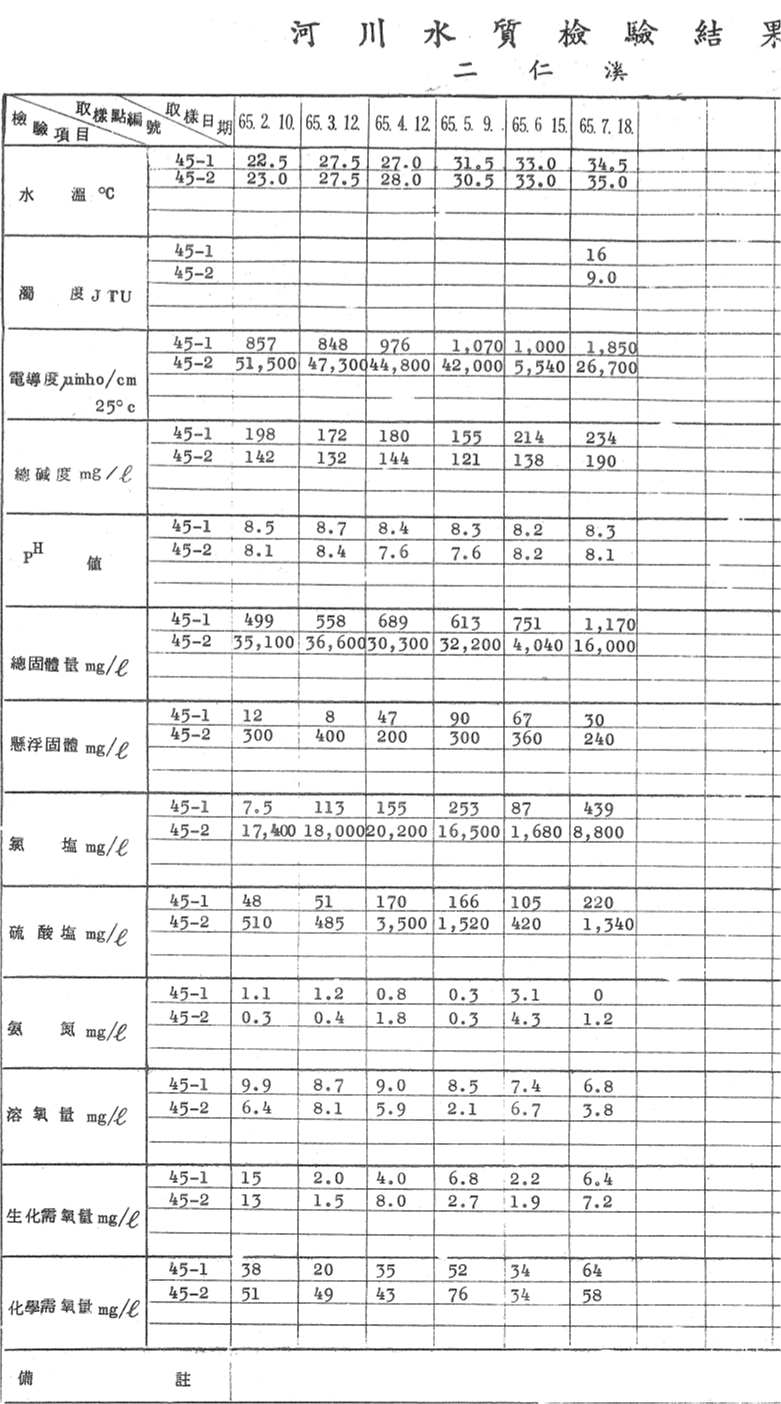 河川水質檢驗結果
二仁溪
檢驗項目 取樣點編號 取樣日期 65.2.10. 65.3.12. 65.4.12. 65.5.9. 65.6 15. 65.7.18.
45-1 22.5 27.5 27.0 31.5 33.0 34.5
水溫℃ 45-2 23.0 27.5 28.0 30.5 33.0 35.0
45-1 16
45-2 9.0
濁度JTU
45-1 857 848 976 1,070 1,000 1,850
45-2 51,500 47,300 44,800 42,000 5,540 26,700
電導度μmho/cm
25°c
45-1 198 172 180 155 214 234
45-2 142 132 144 121 138 190
總碱度 mg/ℓ
45-1 8.5 8.7 8.4 8.3 8.2 8.3
PH值 45-2 8.1 8.4 7.6 7.6 8.2 8.1
45-1 499 558 689 613 751 1,170
45-2 35,100 36,600 30,300 32,200 4,040 16,000
總固體量 mg/ℓ
45-1 12 8 47 90 67 30
45-2 300 400 200 300 360 240
懸浮固體 mg/ℓ
45-1 7.5 113 155 253 87 439
45-2 17,400 18,000 20,200 16,500 1,680 8,800
氯塩 mg/ℓ
45-1 48 51 170 166 105 220
45-2 510 485 3,500 1,520 420 1,340
硫酸塩 mg/ℓ
45-1 1.1 1.2 0.8 0.3 3.1 0
45-2 0.3 0.4 1.8 0.3 4.3 1.2
氨氮 mg/ℓ
45-1 9.9 8.7 9.0 8.5 7.4 6.8
45-2 6.4 8.1 5.9 2.1 6.7 3.8
溶氧量 mg/ℓ
45-1 15 2.0 4.0 6.8 2.2 6.4
45-2 13 1.5 8.0 2.7 1.9 7.2
生化需氧量 mg/ℓ
45-1 38 20 35 52 34 64
45-2 51 49 43 76 34 58
化學需氧量 mg/ℓ
備註